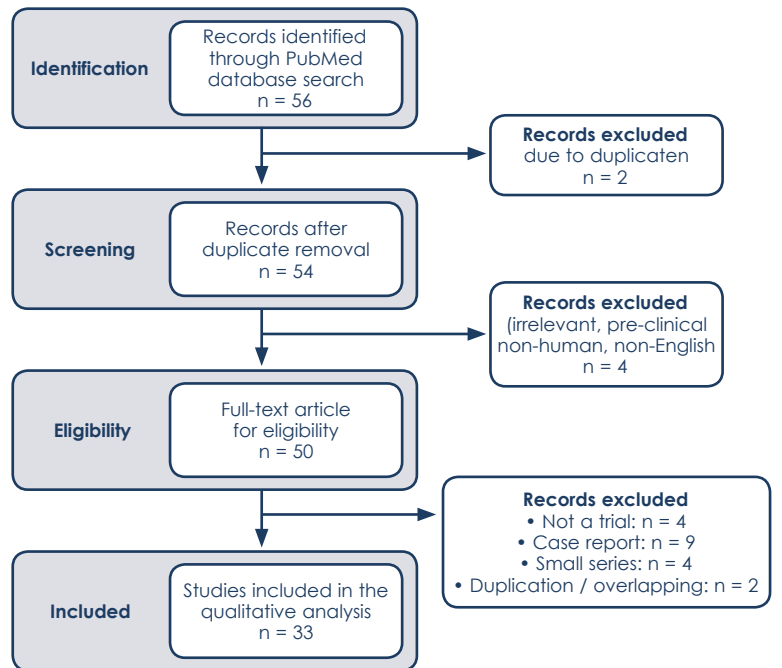 Identification
Records identified
through PubMed
database search
n = 56
Records excluded
due to duplicaten
n = 2
Screening
Records after
duplicate removal
n = 54
Records excluded
(irrelevant, pre-clinical
non-human, non-English
n = 4
Eligibility
Full-text article
for eligibility
n = 50
Records excluded
• Not a trial: n = 4
• Case report: n = 9
• Small series: n = 4
• Duplication / overlapping: n = 2
Included
Studies included in the
qualitative analysis
n = 33